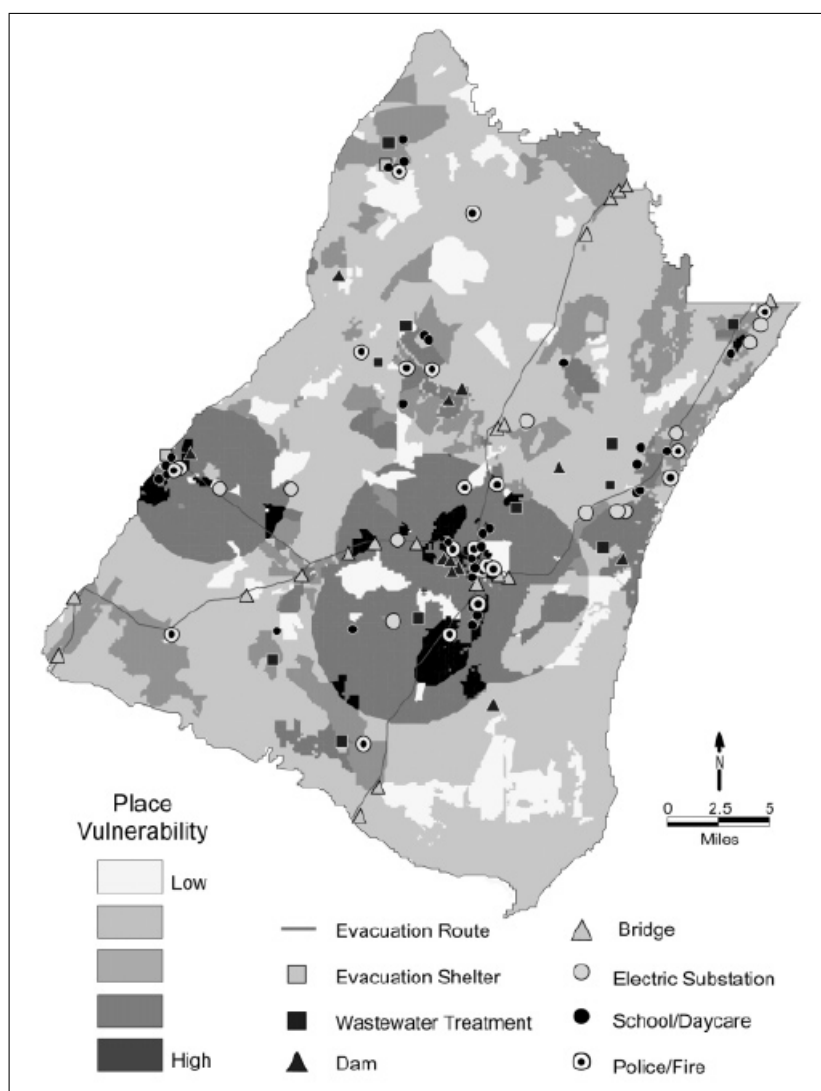 N
0 2.5 5
Miles
Place
Vulnerability
Low
High
Evacuation Route
Evacuation Shelter
Wastewater Treatment
Dam
Bridge
Electric Substation
School/Daycare
Police/Fire